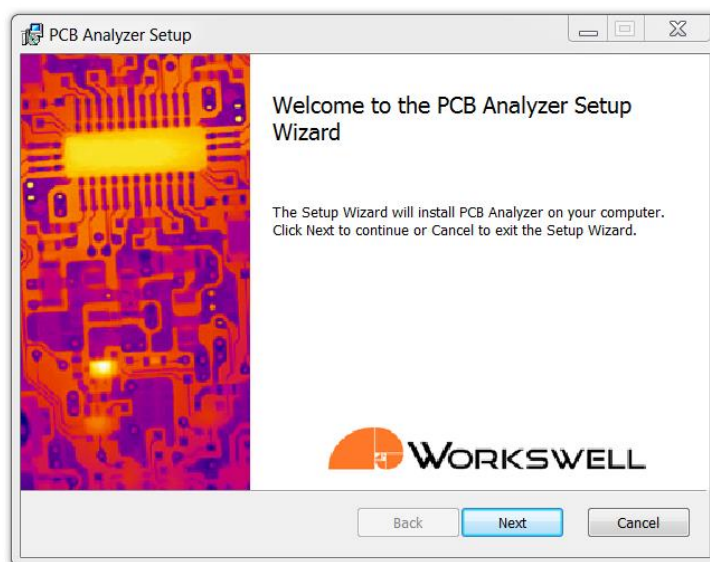 PCB Analyzer Setup
Welcome to the PCB Analyzer Setup
Wizard
The Setup Wizard will install PCB Analyzer on your computer.
Click Next to continue or Cancel to exit the Setup Wizard.
WORKSWELL
Back Next Cancel